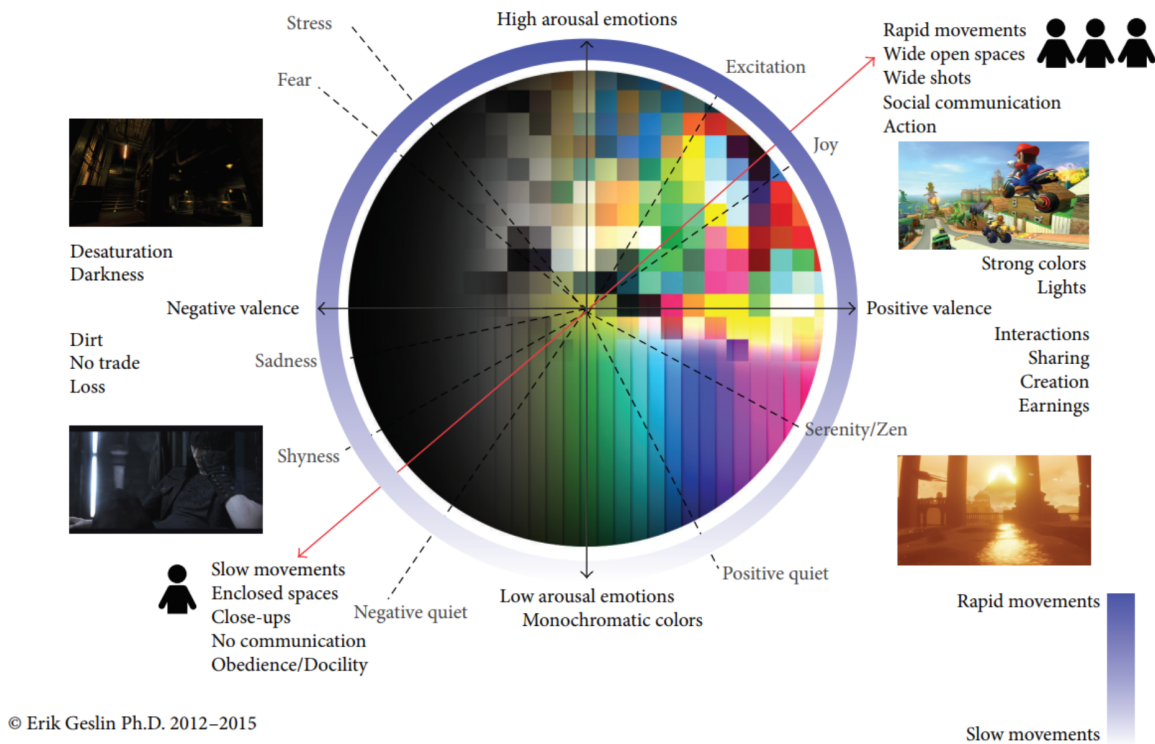 Stress
High arousal emotions
Fear
Excitation
Joy
Rapid movements
Wide open spaces
Wide shots
Social communication
Action
Desaturation
Darkness
Strong colors
Lights
Negative valence
Positive valence
Dirt
No trade
Loss
Sadness
Interactions
Sharing
Creation
Earnings
Shyness
Serenity/Zen
Slow movements
Enclosed spaces
Close-ups
No communication
Obedience/Docility
Negative quiet
Low arousal emotions
Monochromatic colors
Positive quiet
Rapid movements
Slow movements
© Erik Geslin Ph.D. 2012–2015